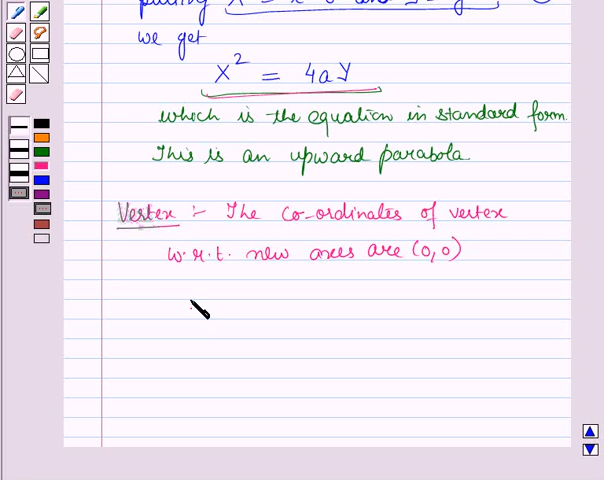 we get
X² = 4aY
which is the equation in standard form.
This is an upward parabola
Vertex :- The co-ordinates of vertex
w.r.t. new axes are (0,0)